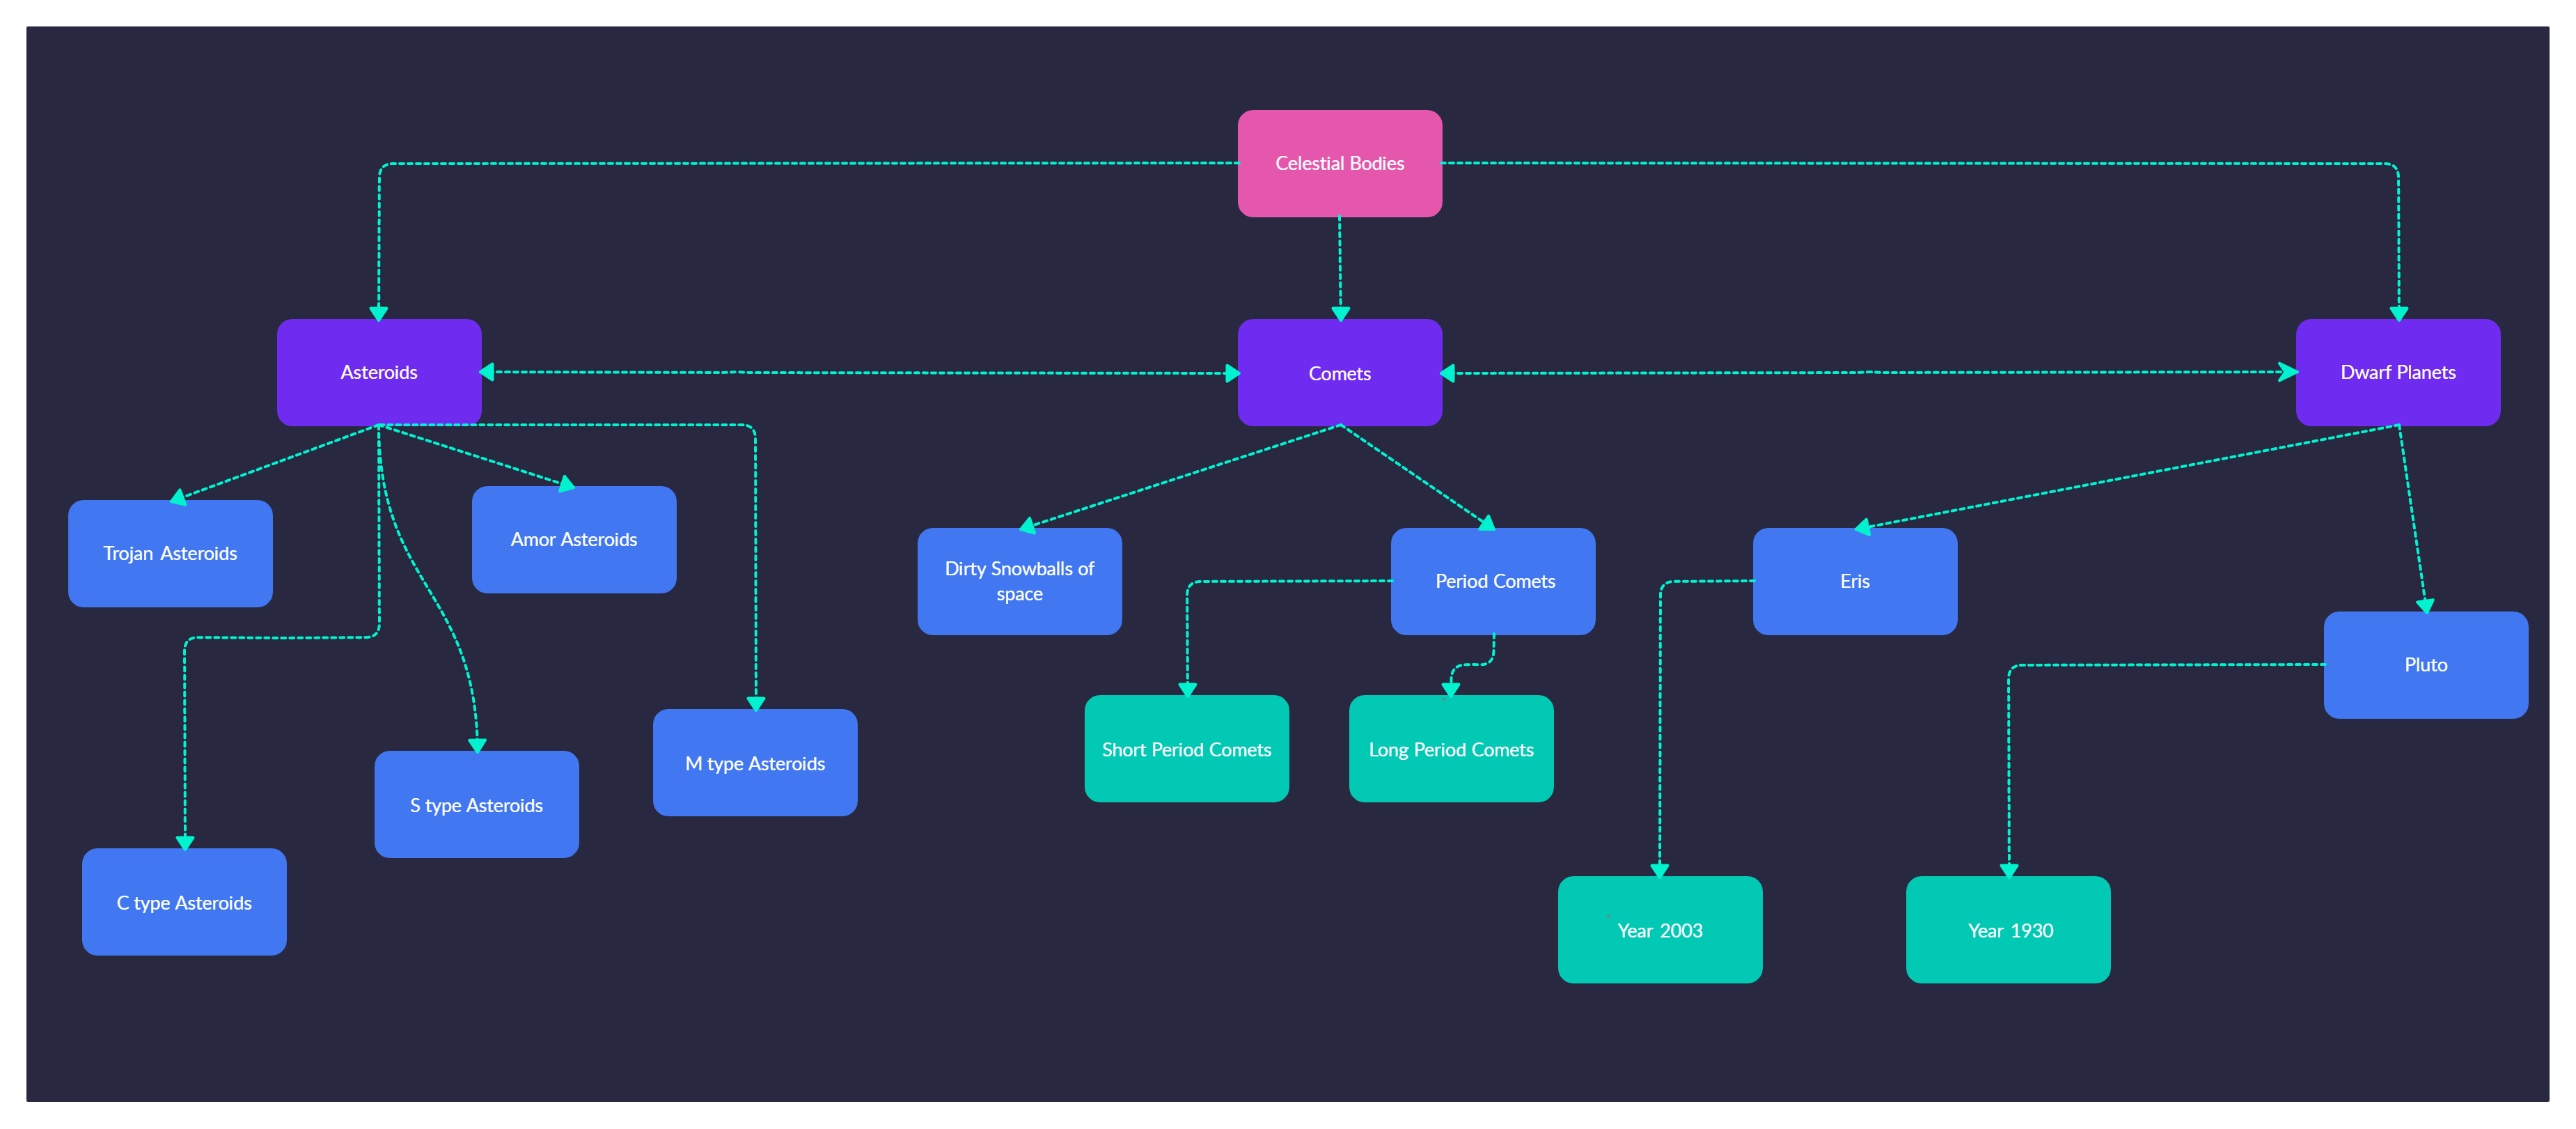 Celestial Bodies
Asteroids
Comets
Dwarf Planets
Trojan Asteroids
Amor Asteroids
Dirty Snowballs of
space
Period Comets
Eris
Pluto
Short Period Comets
Long Period Comets
M type Asteroids
S type Asteroids
C type Asteroids
Year 2003
Year 1930